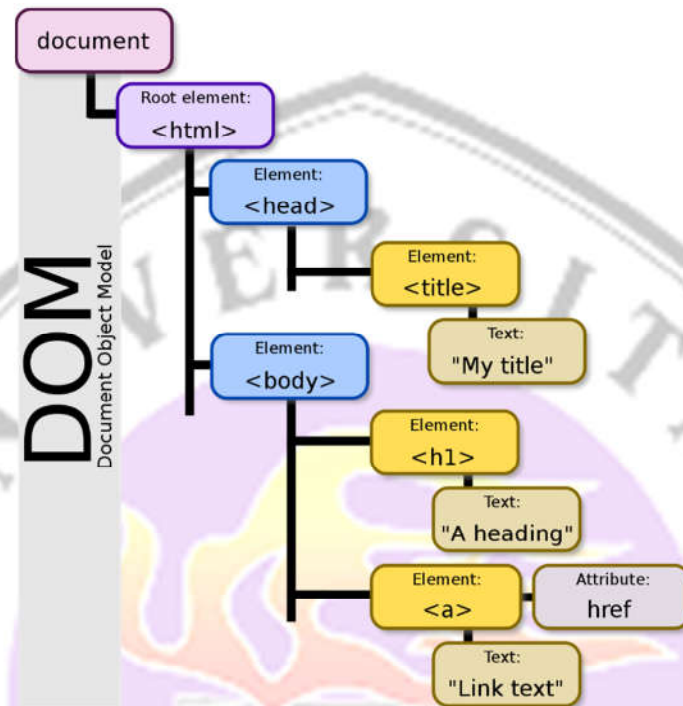 document
Root element:
<html>
Element:
<head>
Element:
<title>
Text:
"My title"
Element:
<body>
Element:
<h1>
Text:
"A heading"
Element:
<a>
Attribute:
href
Text:
"Link text"
DOM
Document Object Model